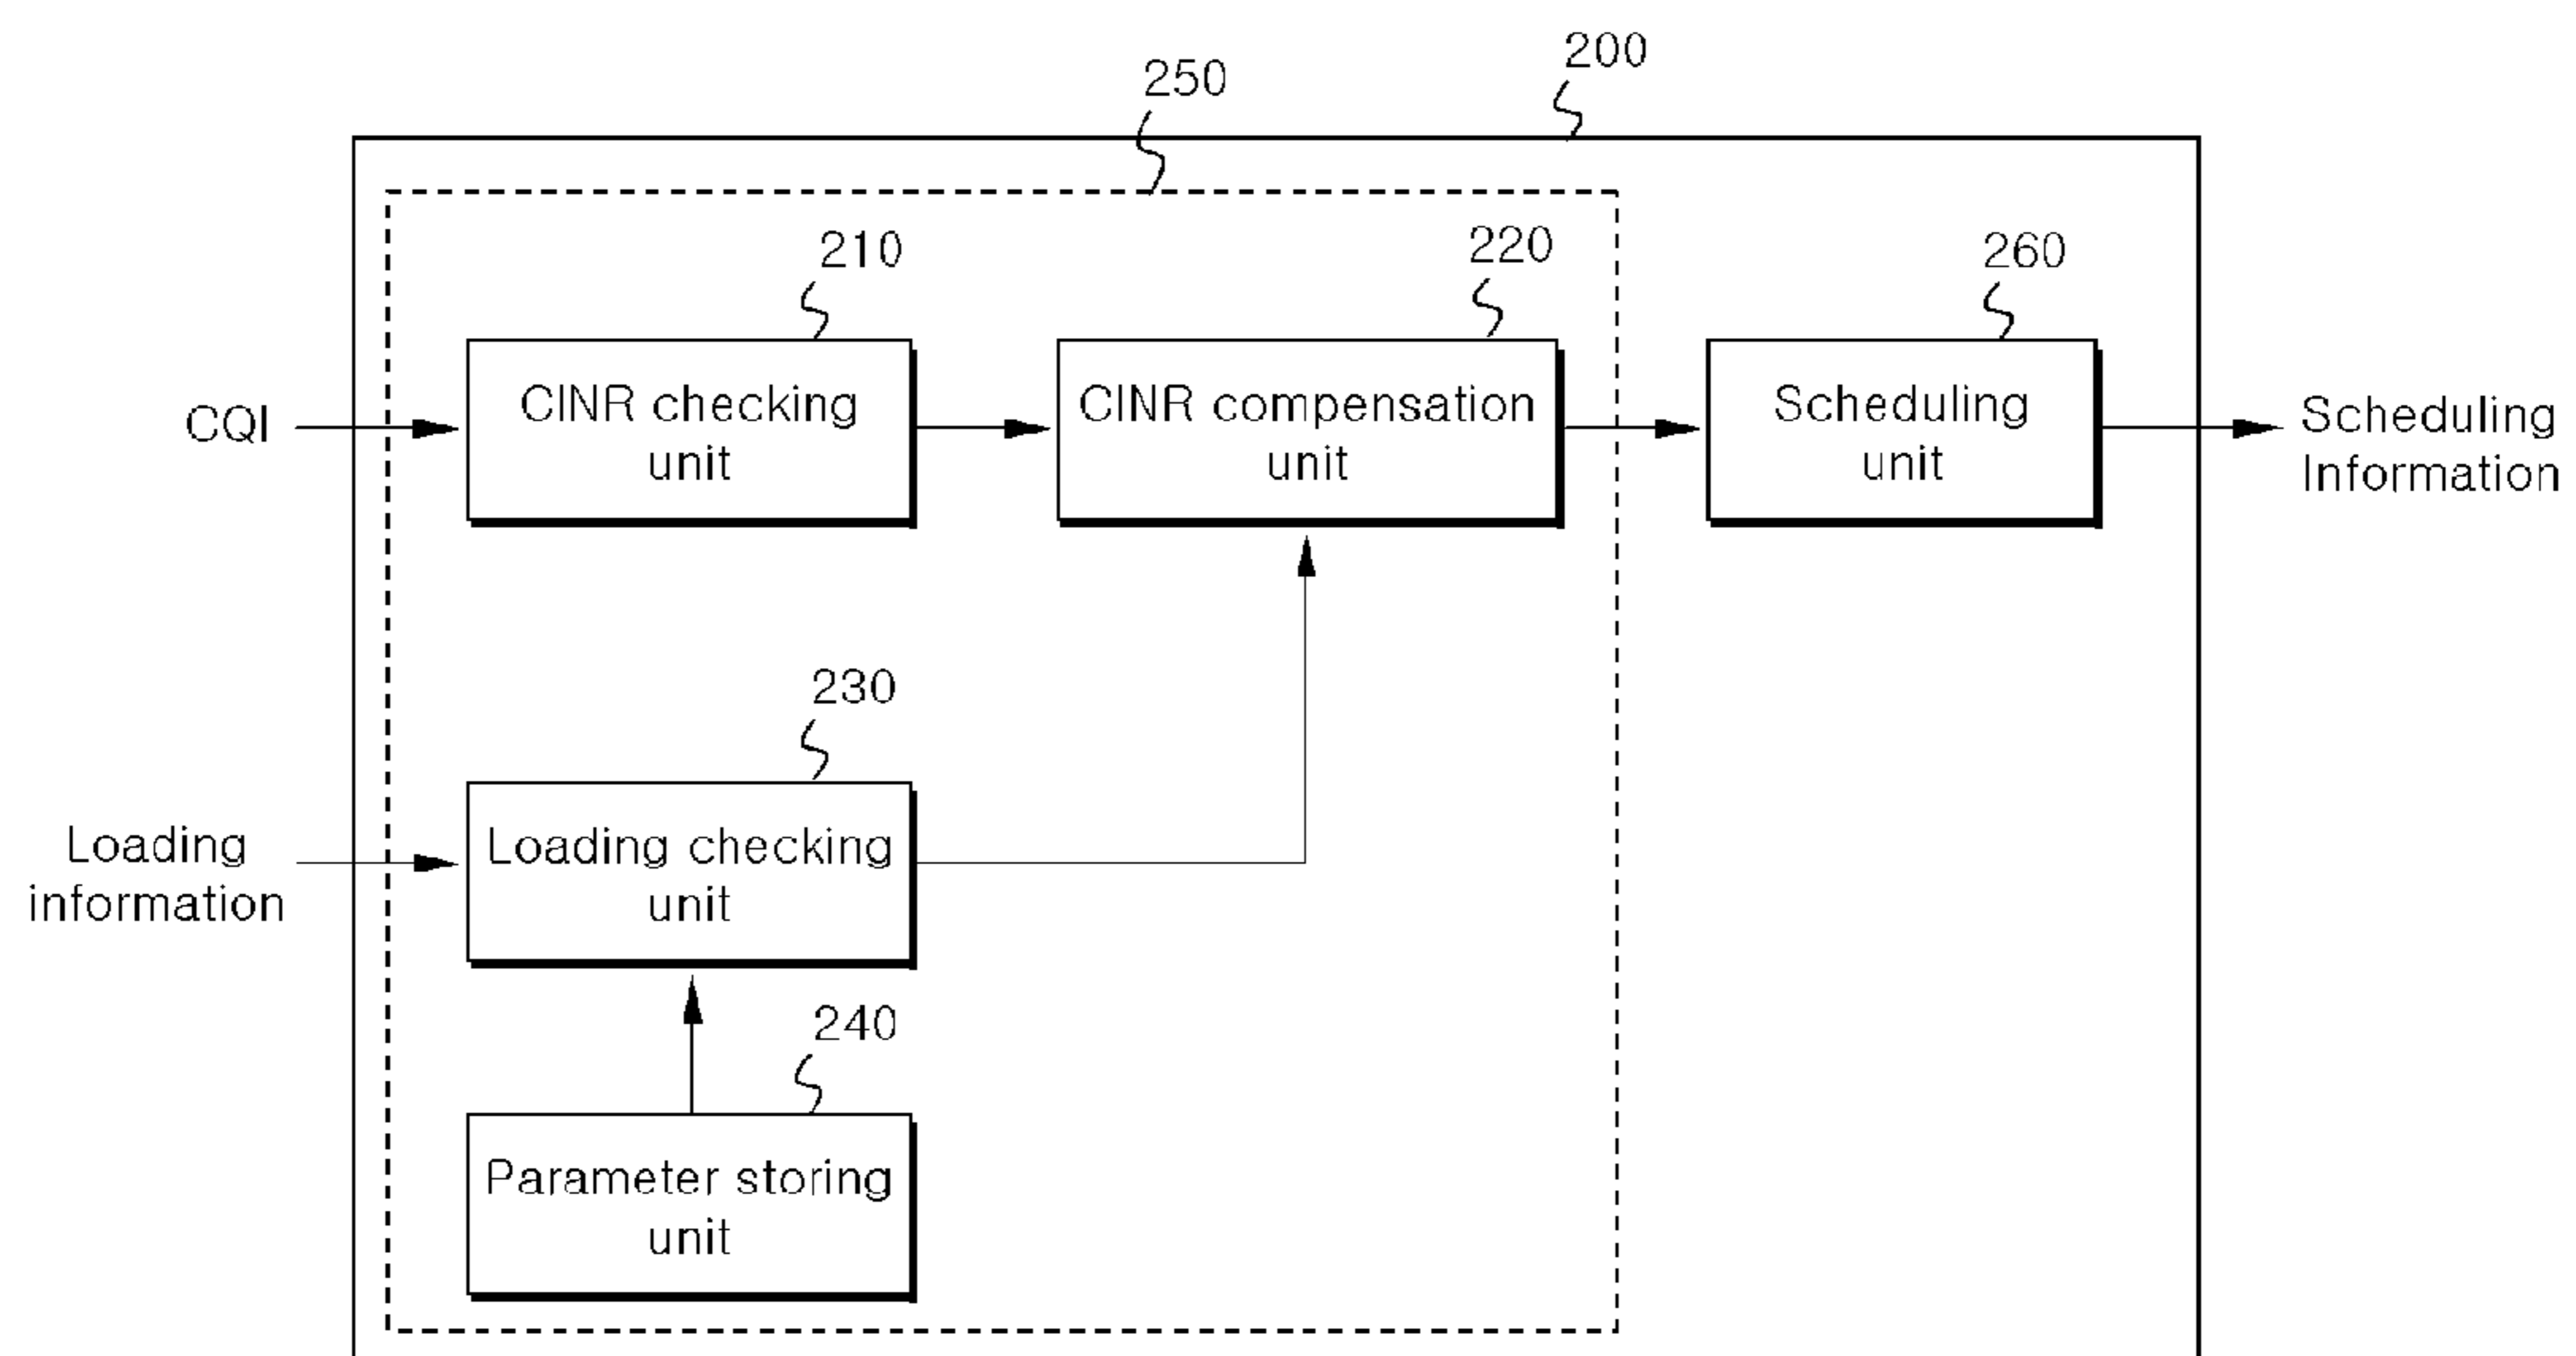 200
250
210
220
260
CQI
CINR checking
unit
CINR compensation
unit
Scheduling
unit
Scheduling
Information
230
Loading
information
Loading checking
unit
240
Parameter storing
unit